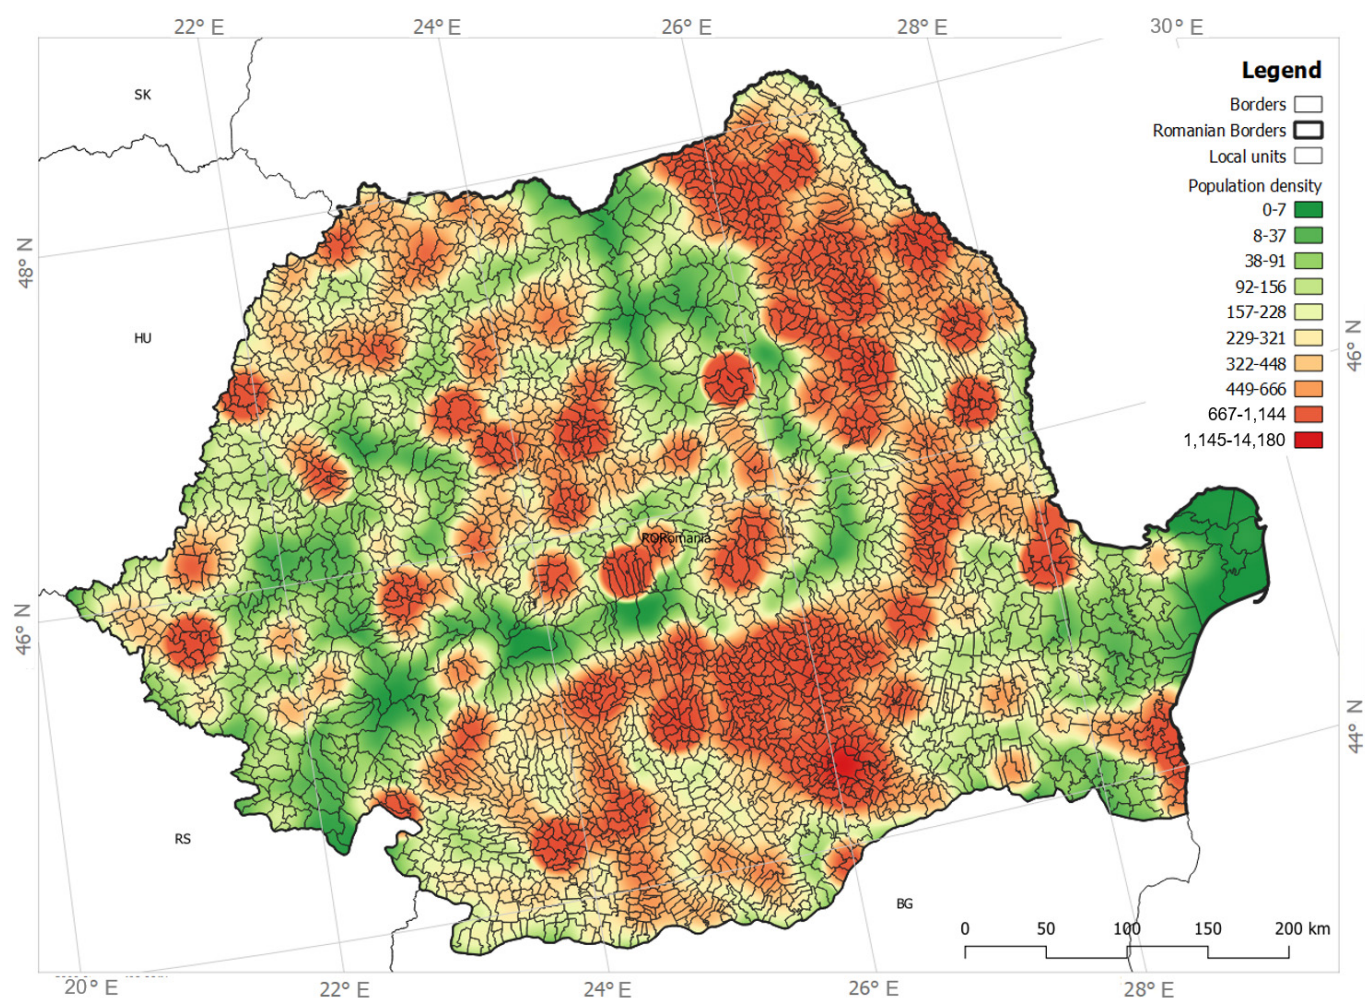 22° E 24° E 26° E 28° E 30° E
SK
Legend
Borders
Romanian Borders
Local units
Population density
0-7
8-37
38-91
92-156
157-228
229-321
322-448
449-666
667-1,144
1,145-14,180
48° N
HU
46° N
RORomania
46° N
44° N
RS
BG
0 50 100 150 200 km
20° E 22° E 24° E 26° E 28° E